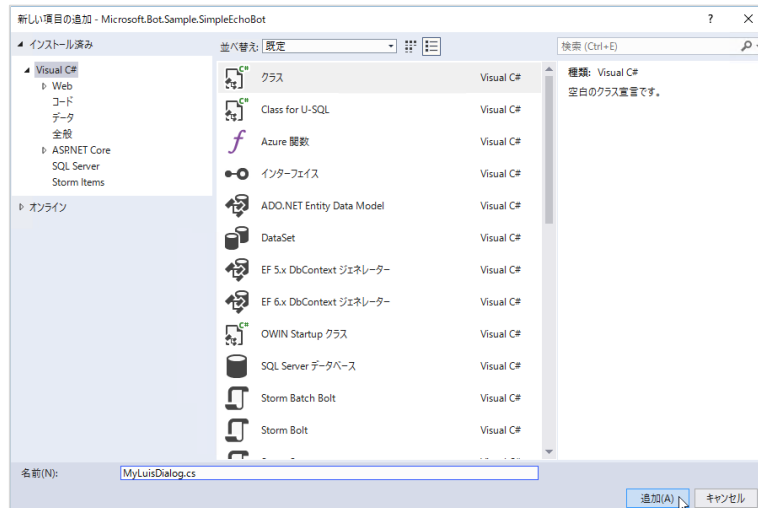 新しい項目の追加 - Microsoft.Bot.Sample.SimpleEchoBot
インストール済み
並べ替え: 既定
検索 (Ctrl+E)
Visual C#
Web
コード
データ
全般
ASP.NET Core
SQL Server
Storm Items
オンライン
クラス Visual C#
Class for U-SQL Visual C#
Azure 関数 Visual C#
インターフェイス Visual C#
ADO.NET Entity Data Model Visual C#
DataSet Visual C#
EF 5.x DbContext ジェネレーター Visual C#
EF 6.x DbContext ジェネレーター Visual C#
OWIN Startup クラス Visual C#
SQL Server データベース Visual C#
Storm Batch Bolt Visual C#
Storm Bolt Visual C#
種類: Visual C#
空白のクラス宣言です。
名前(N): MyLuisDialog.cs
追加(A) キャンセル